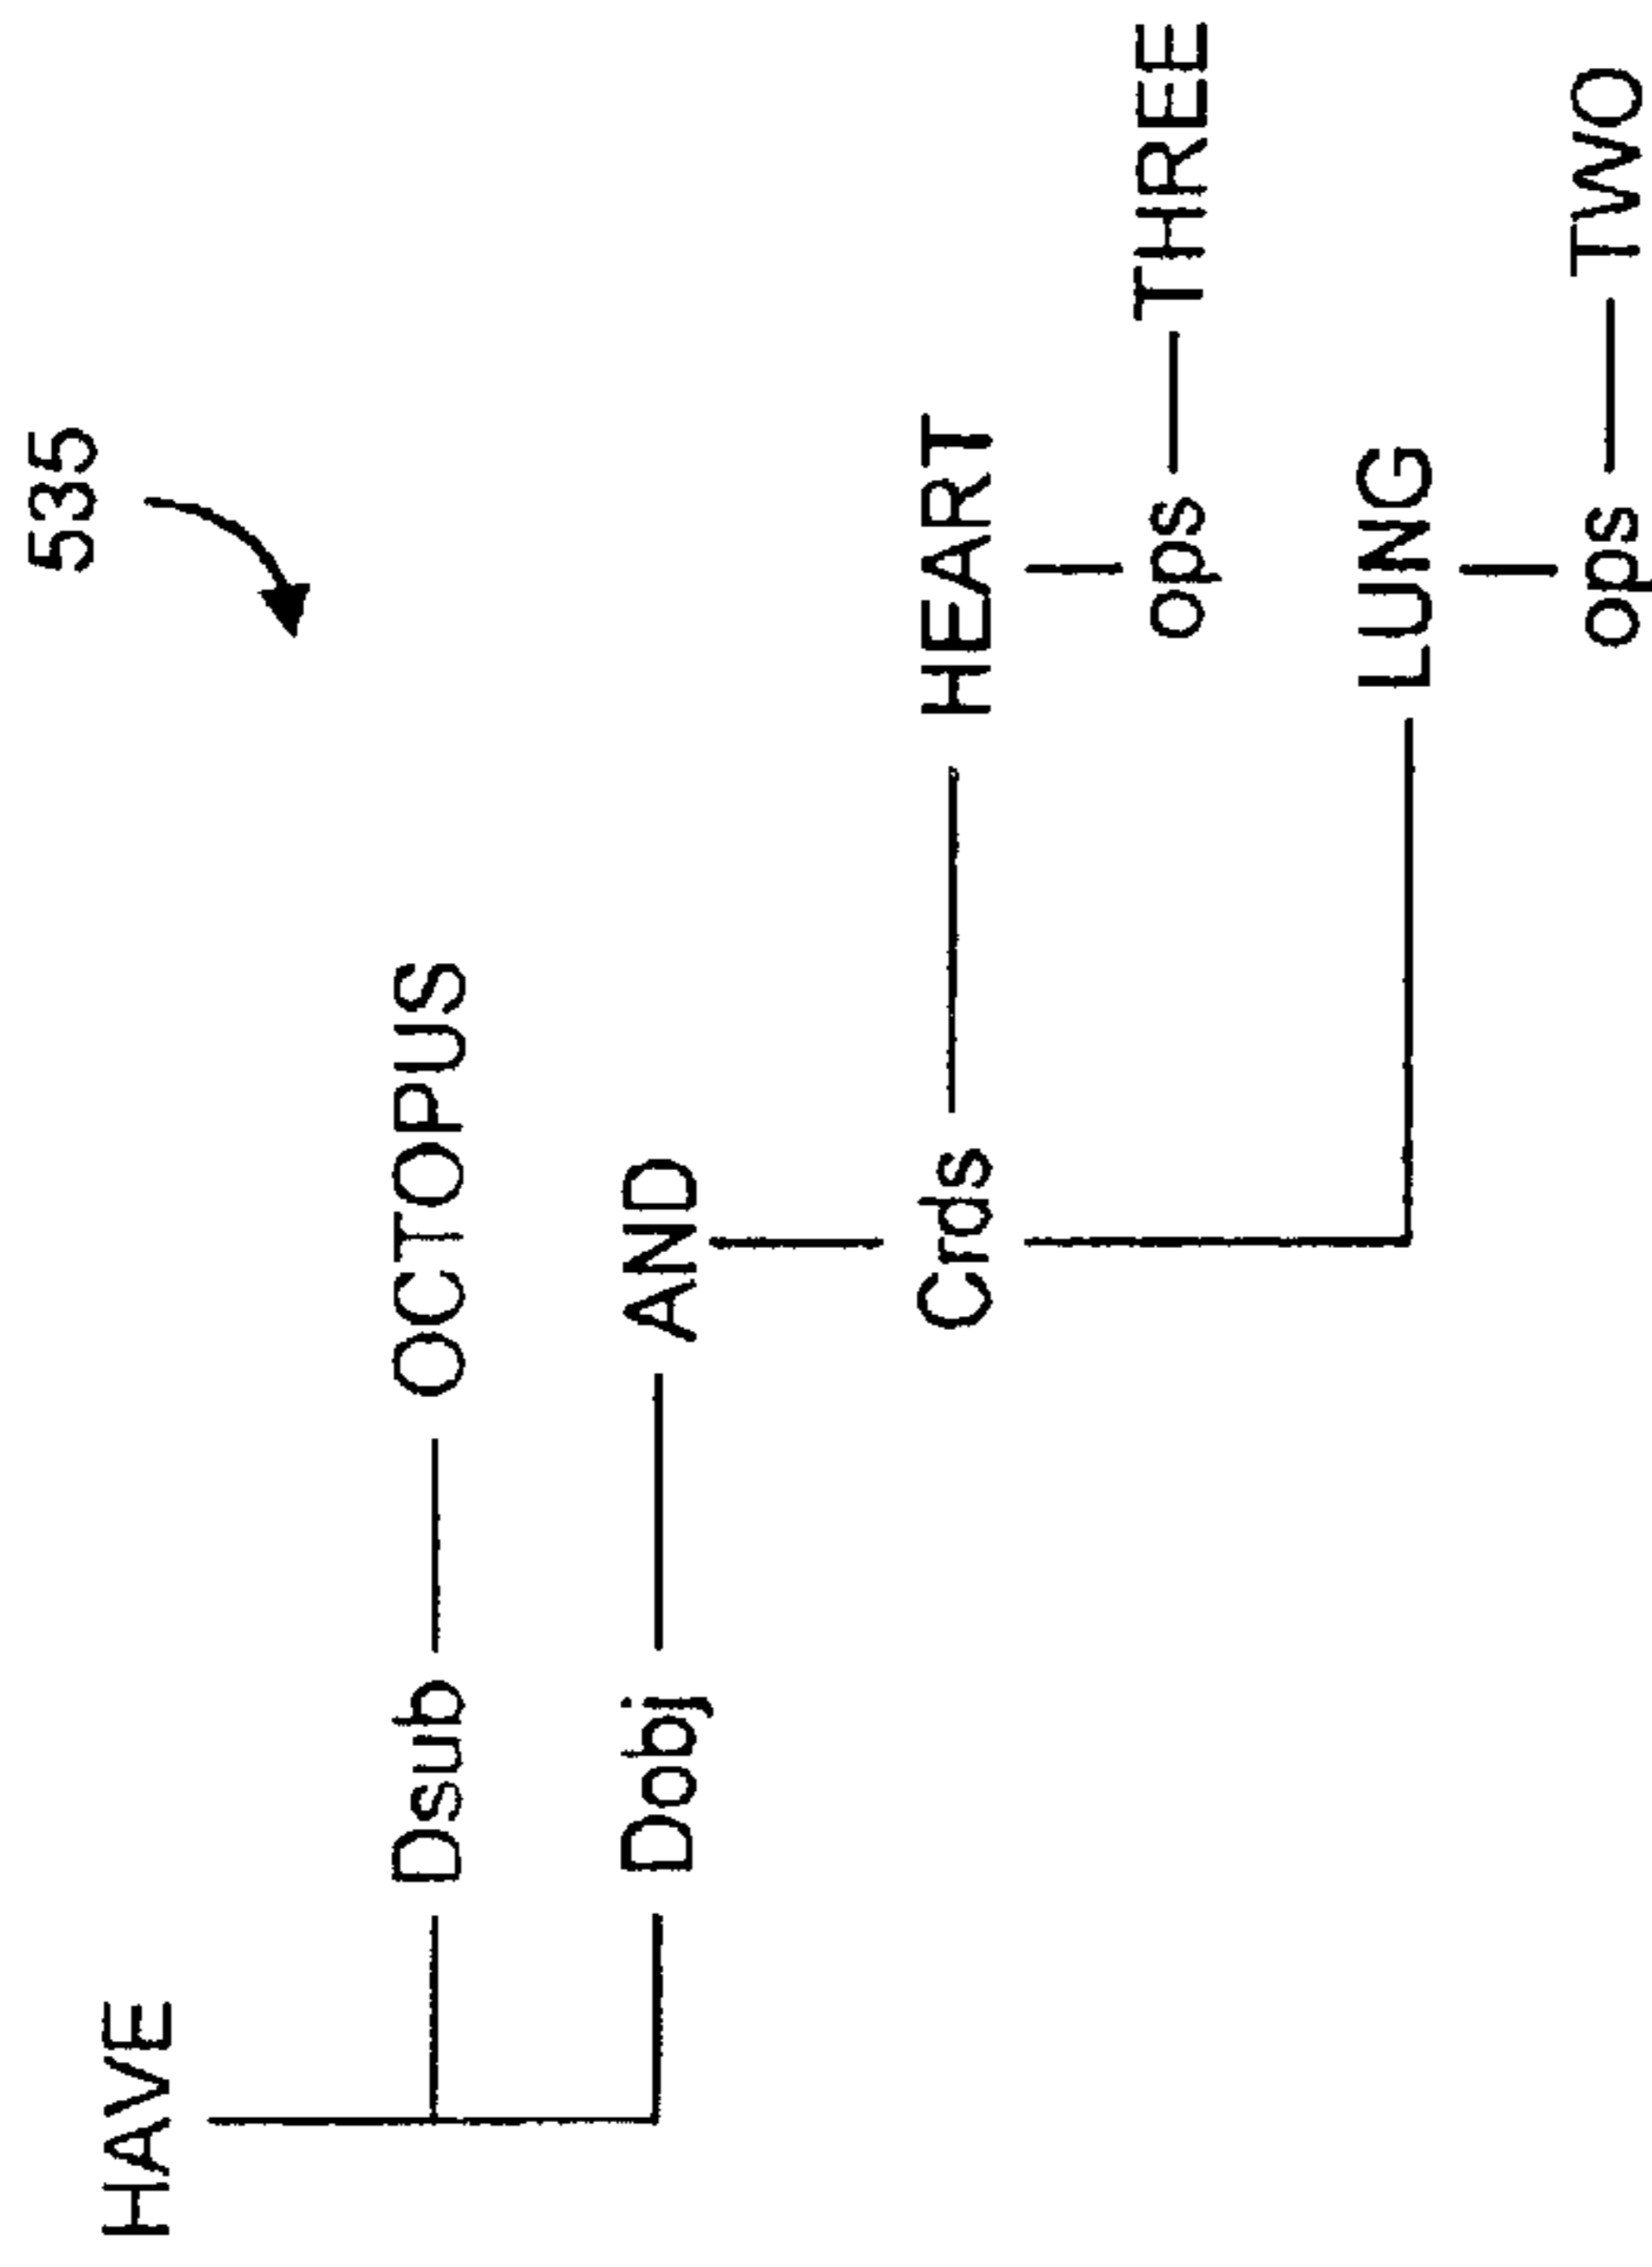 535
HAVE
Dsub OCTOPUS
Dobj AND
Crds HEART
ops THREE
LUNG
ops TWO